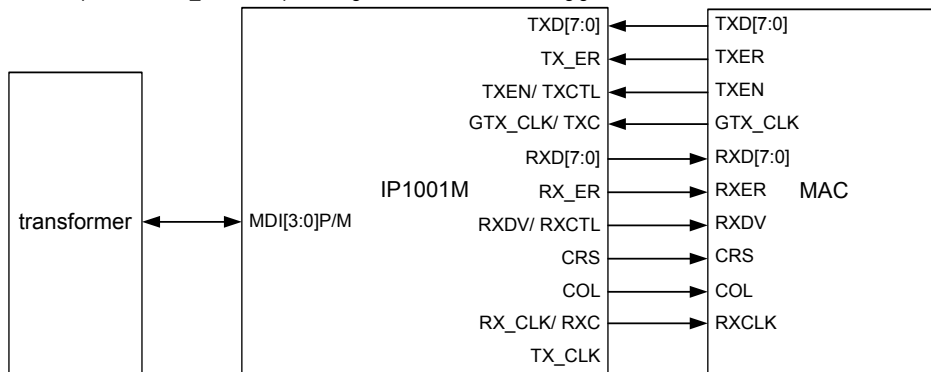 TXD[7:0] TXD[7:0]
TX_ER TXER
TXEN/ TXCTL TXEN
GTX_CLK/ TXC GTX_CLK
RXD[7:0] RXD[7:0]
IP1001M
RX_ER RXER MAC
transformer MDI[3:0]P/M
RXDV/ RXCTL RXDV
CRS CRS
COL COL
RX_CLK/ RXC RXCLK
TX_CLK